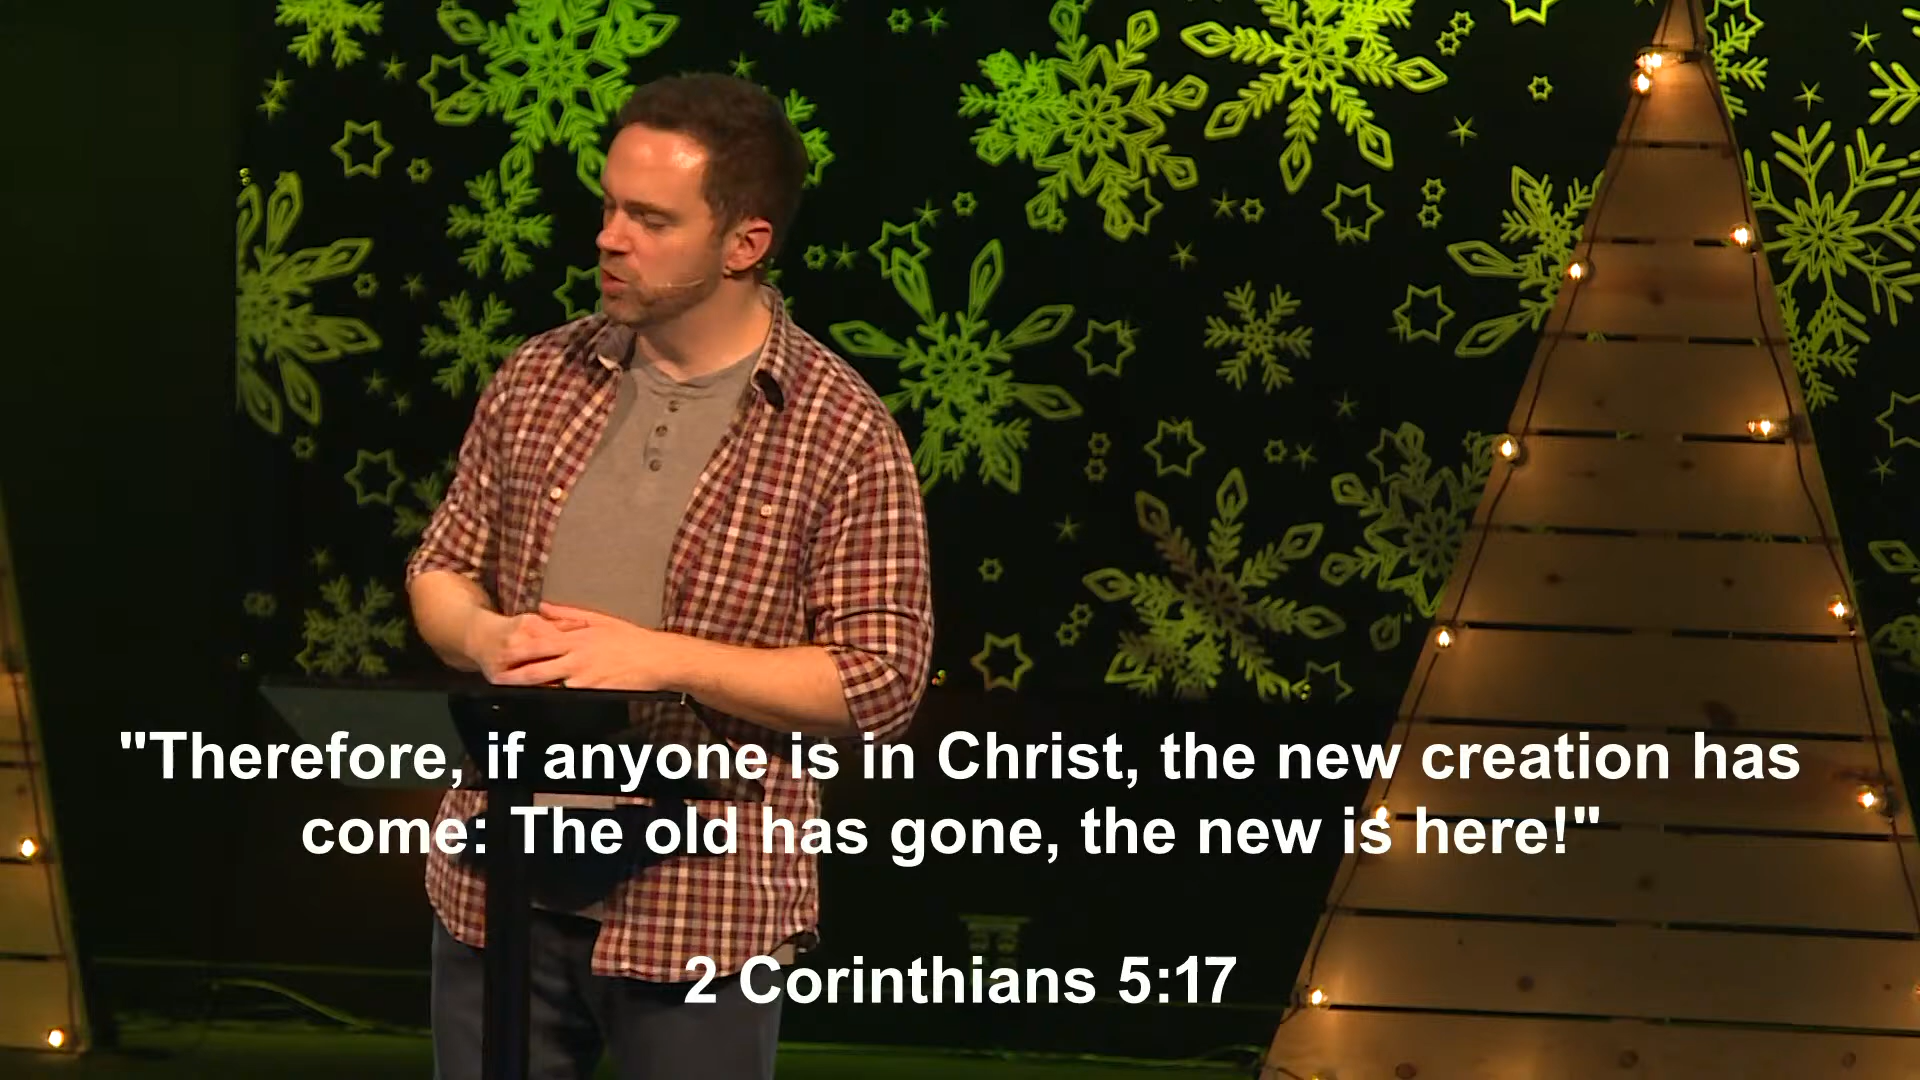 "Therefore, if anyone is in Christ, the new creation has
come: The old has gone, the new is here!"
2 Corinthians 5:17